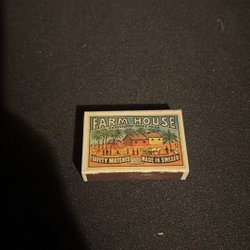 FARM HOUSE
SAFETY MATCHES MADE IN SWEDEN